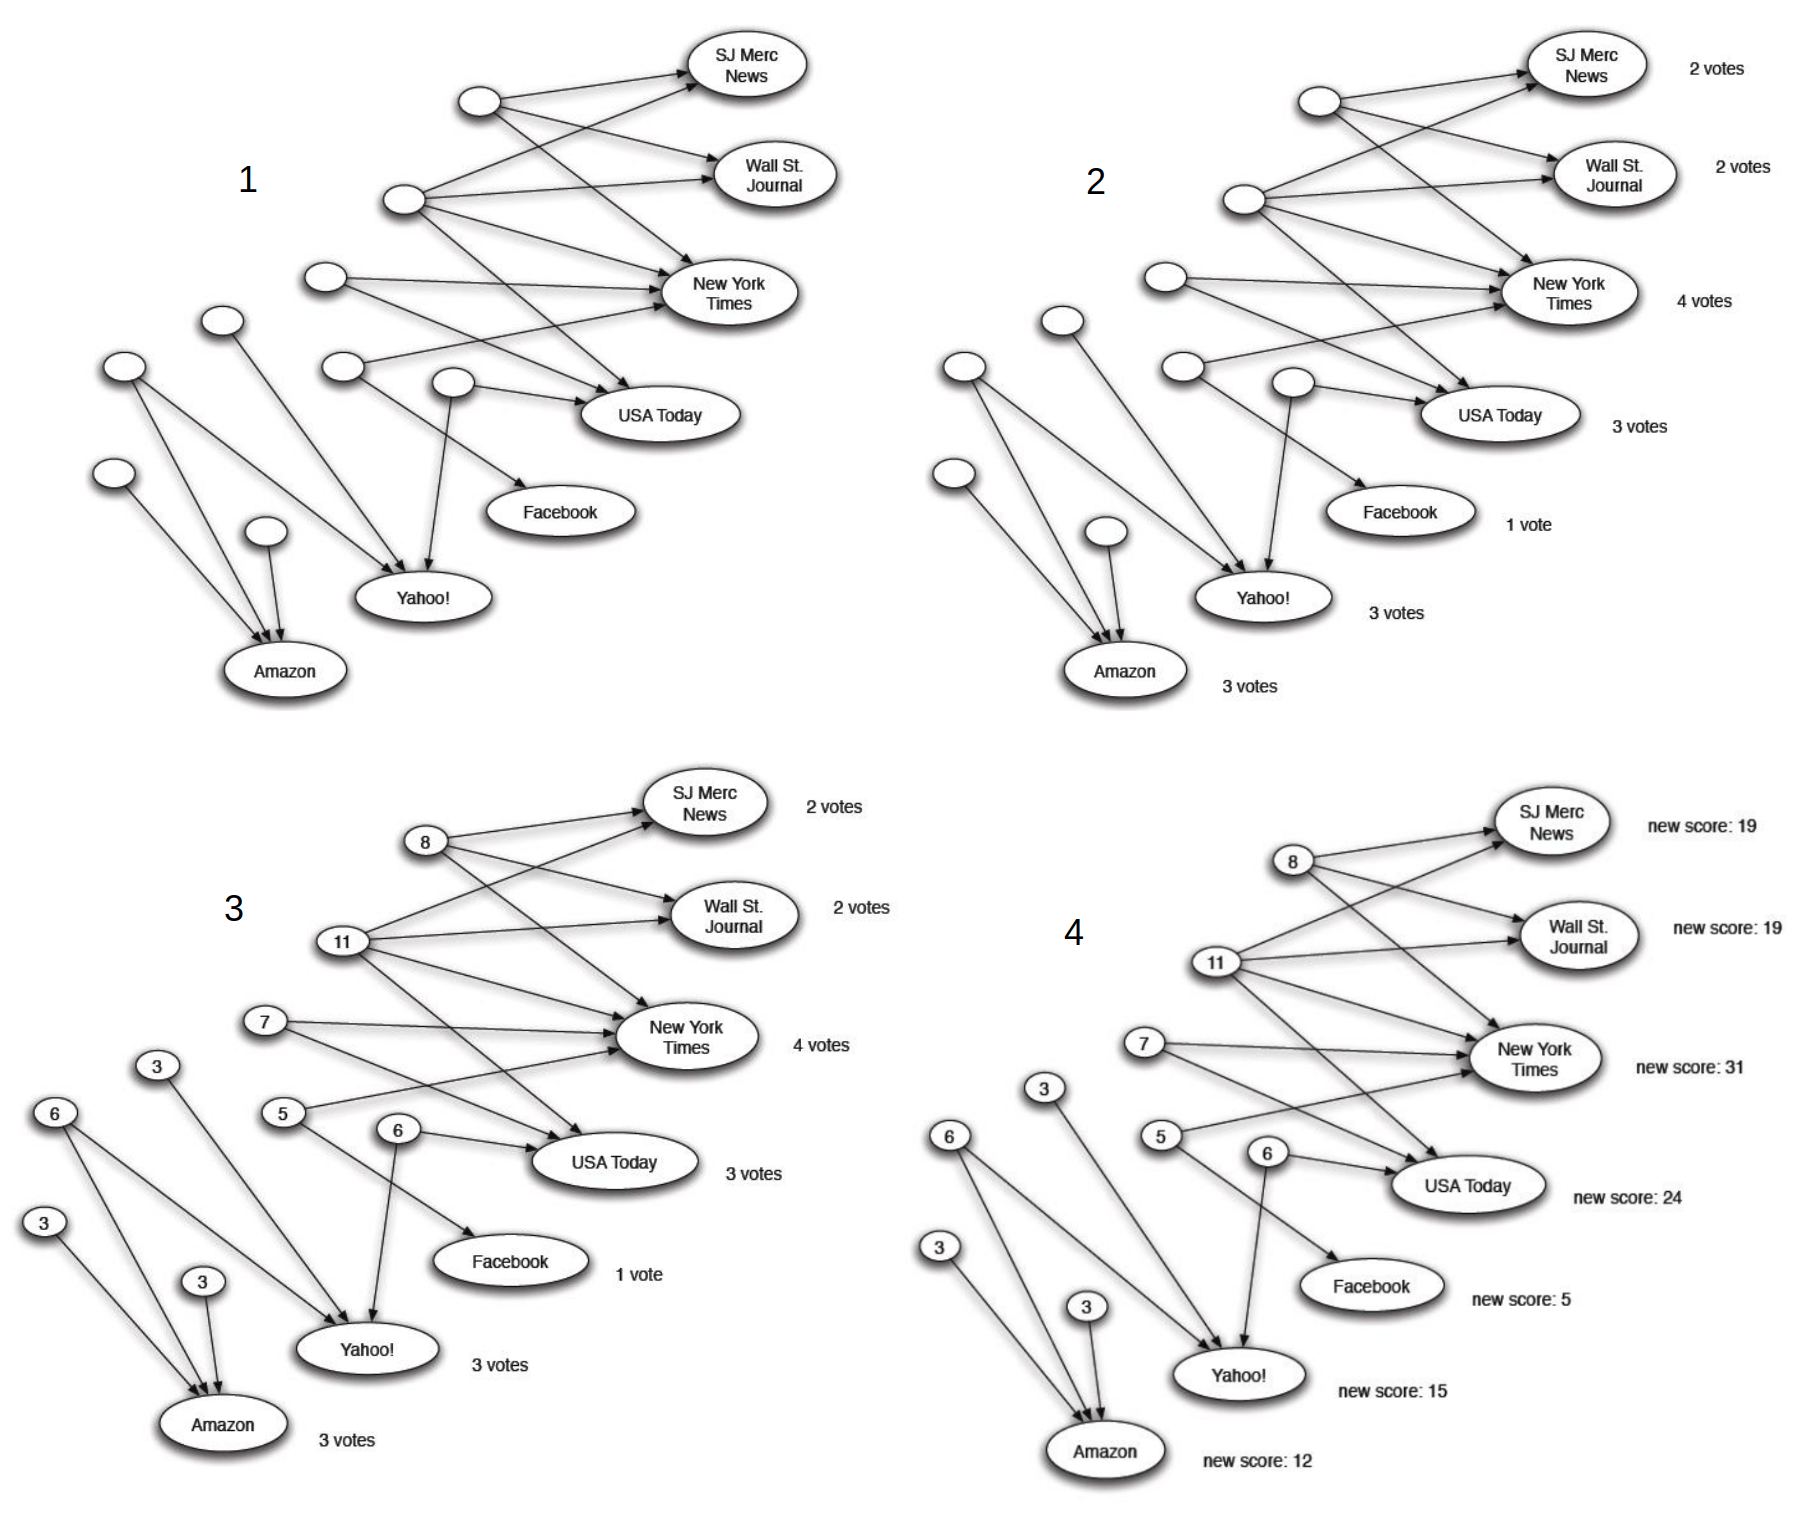 1
SJ Merc
News
Wall St.
Journal
New York
Times
USA Today
Facebook
Yahoo!
Amazon
2
SJ Merc
News
2 votes
Wall St.
Journal
2 votes
New York
Times
4 votes
USA Today
3 votes
Facebook
1 vote
Yahoo!
3 votes
Amazon
3 votes
3
SJ Merc
News
2 votes
8
Wall St.
Journal
2 votes
11
7
New York
Times
4 votes
3
6
5
6
USA Today
3 votes
3
Facebook
1 vote
3
Yahoo!
3 votes
Amazon
3 votes
4
SJ Merc
News
new score: 19
8
Wall St.
Journal
new score: 19
11
7
New York
Times
new score: 31
3
6
5
6
USA Today
new score: 24
3
Facebook
new score: 5
3
Yahoo!
new score: 15
Amazon
new score: 12